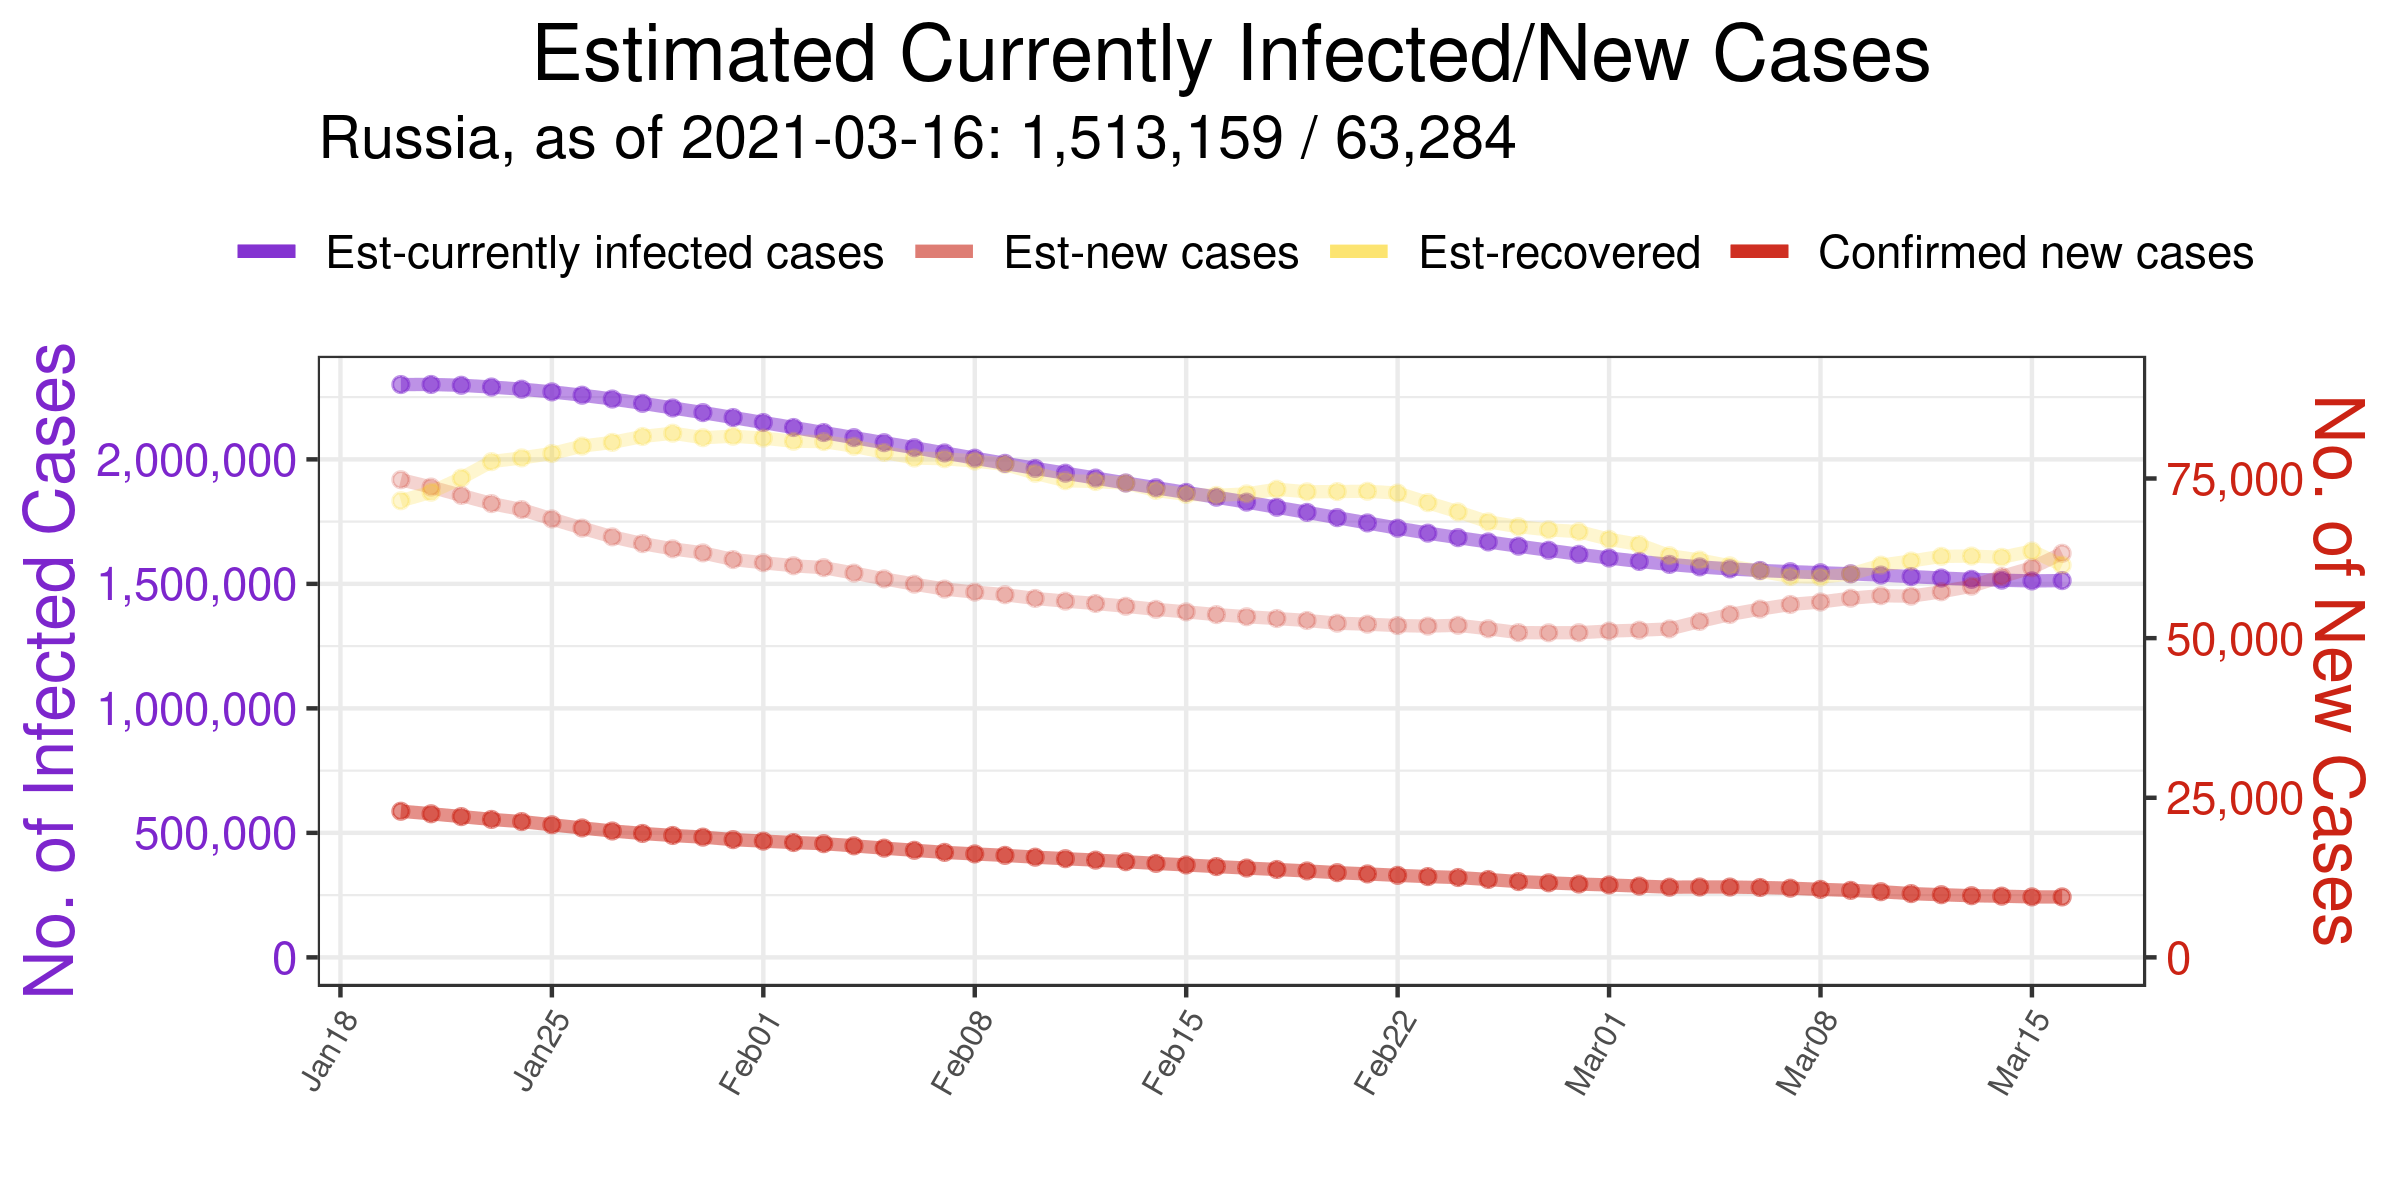 Estimated Currently Infected/New Cases
Russia, as of 2021-03-16: 1,513,159 / 63,284
Est-currently infected cases Est-new cases Est-recovered Confirmed new cases
No. of Infected Cases
2,000,000
1,500,000
1,000,000
500,000
0
No. of New Cases
75,000
50,000
25,000
0
Jan18 Jan25 Feb01 Feb08 Feb15 Feb22 Mar01 Mar08 Mar15